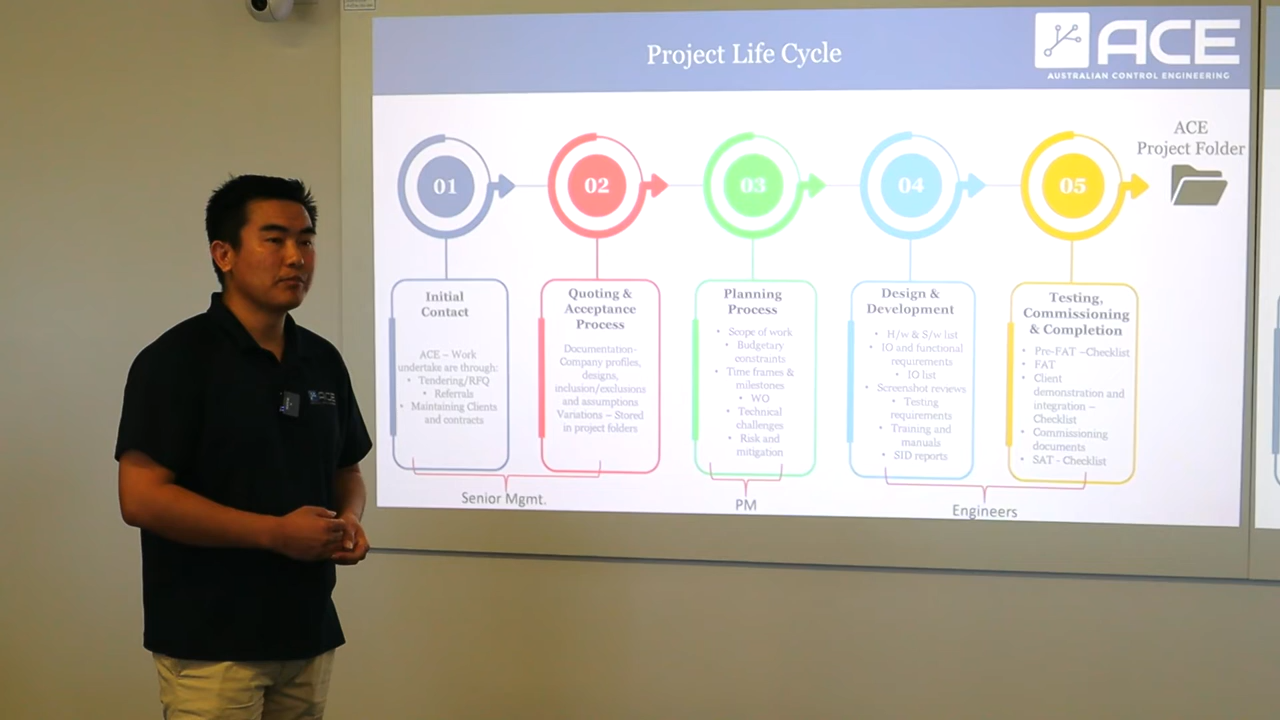 Project Life Cycle
ACE
AUSTRALIAN CONTROL ENGINEERING
01
02
03
04
05
ACE
Project Folder
Initial
Contact
ACE – Work
undertake are through:
• Tendering/RFQ
• Referrals
• Maintaining Clients
and contracts
Quoting &
Acceptance
Process
Documentation-
Company profiles,
designs,
inclusion/exclusions
and assumptions
Variations – Stored
in project folders
Planning
Process
• Scope of work
• Budgetary
constraints
• Time frames &
milestones
• WO
• Technical
challenges
• Risk and
mitigation
Design &
Development
• H/w & S/w list
• IO and functional
requirements
• IO list
• Screenshot reviews
• Testing
requirements
• Training and
manuals
• SID reports
Testing,
Commissioning
& Completion
• Pre-FAT –Checklist
• FAT
• Client
demonstration and
integration –
Checklist
• Commissioning
documents
• SAT - Checklist
Senior Mgmt.
PM
Engineers
ACE